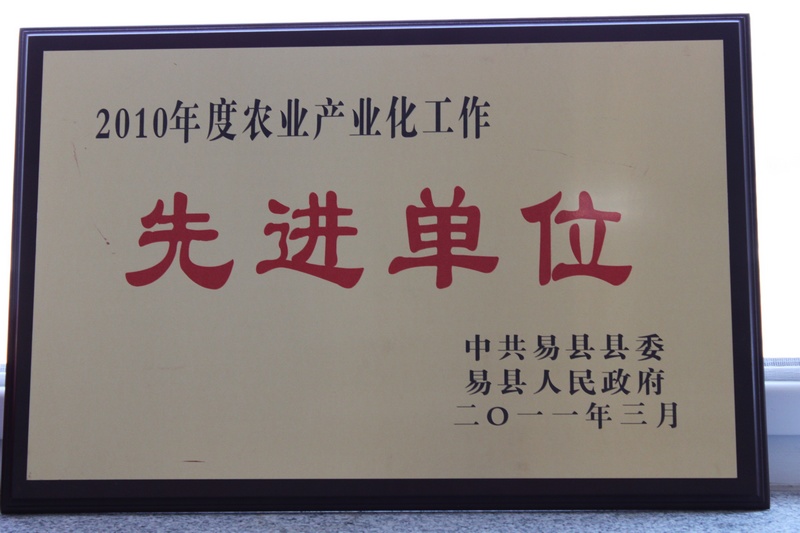 2010年度农业产业化工作
先进单位
中共易县县委
易县人民政府
二〇一一年三月